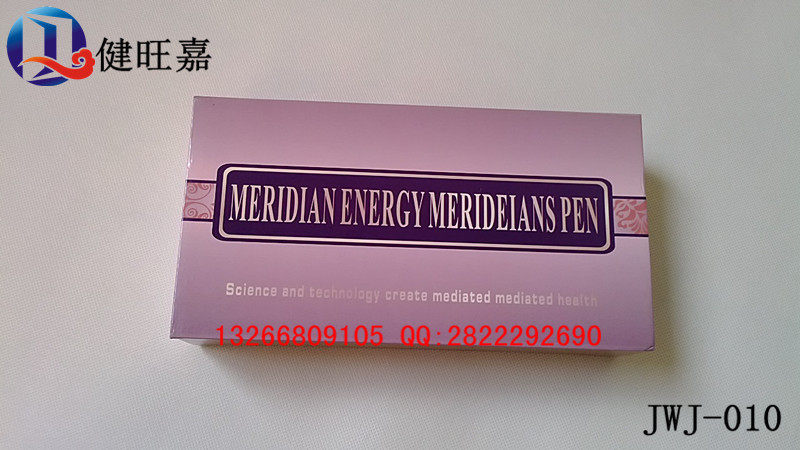 健旺嘉
MERIDIAN ENERGY MERIDEIANS PEN
Science and technology create mediated mediated health
13266809105 QQ:2822292690
JWJ-010